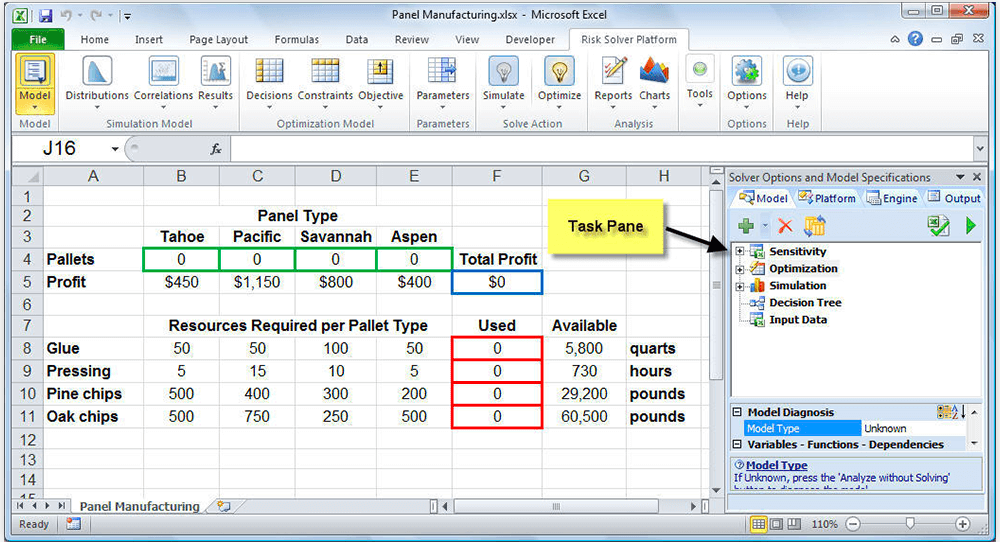 Panel Manufacturing.xlsx - Microsoft Excel
File Home Insert Page Layout Formulas Data Review View Developer Risk Solver Platform
Model Distributions Correlations Results Decisions Constraints Objective Parameters Simulate Optimize Reports Charts Tools Options Help
Model Simulation Model Optimization Model Parameters Solve Action Analysis Options Help
J16 fx
A B C D E F G H
1
2 Panel Type
3 Tahoe Pacific Savannah Aspen
4 Pallets 0 0 0 0 Total Profit
5 Profit $450 $1,150 $800 $400 $0
6
7 Resources Required per Pallet Type Used Available
8 Glue 50 50 100 50 0 5,800 quarts
9 Pressing 5 15 10 5 0 730 hours
10 Pine chips 500 400 300 200 0 29,200 pounds
11 Oak chips 500 750 250 500 0 60,500 pounds
12
13
14
15
Task Pane
Solver Options and Model Specifications
Model Platform Engine Output
Sensitivity
Optimization
Simulation
Decision Tree
Input Data
Model Diagnosis
Model Type Unknown
Variables - Functions - Dependencies
Model Type
If Unknown, press the 'Analyze without Solving'
Panel Manufacturing
Ready 110%